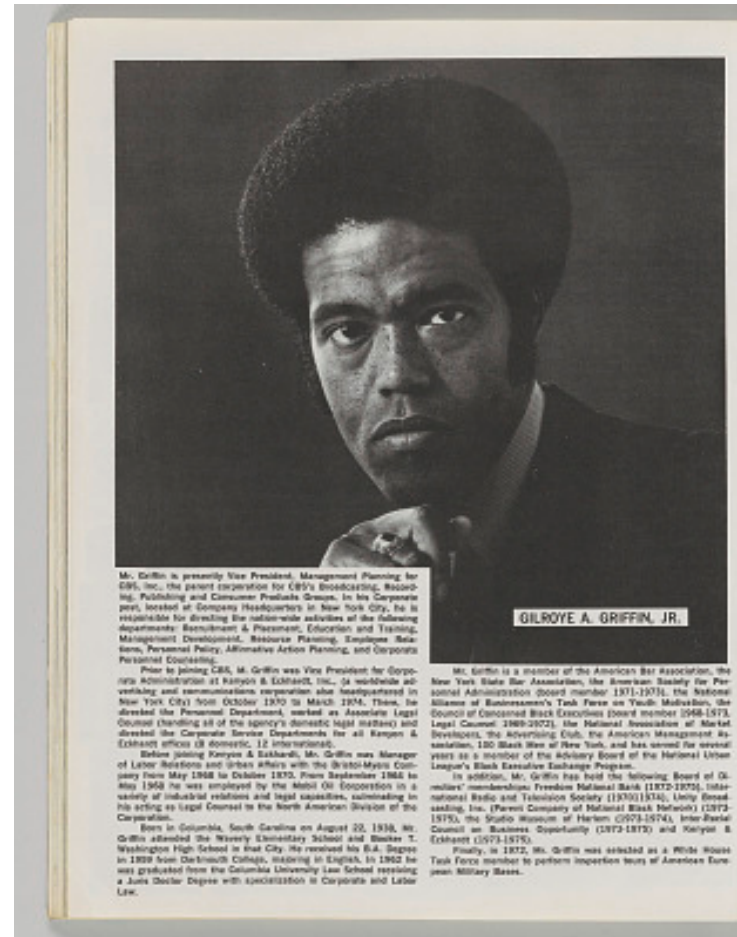 GILROYE A. GRIFFIN, JR.
Mr. Griffin is presently Vice President, Management Planning for
CBS, Inc., the parent corporation for CBS's Broadcasting, Record-
ing, Publishing and Consumer Products Groups. In his Corporate
post, located at Company Headquarters in New York City, he is
responsible for directing the nation-wide activities of the following
departments: Recruitment & Placement, Education and Training,
Management Development, Resource Planning, Employee Rela-
tions, Personnel Policy, Affirmative Action Planning, and Corporate
Personnel Counseling.
Prior to joining CBS, M. Griffin was Vice President for Corpo-
rate Administration at Kenyon & Eckhardt, Inc., (a worldwide ad-
vertising and communications corporation also headquartered in
New York City) from October 1970 to March 1974. There, he
directed the Personnel Department, worked as Associate Legal
Counsel (handling all of the agency's domestic legal matters) and
directed the Corporate Service Departments for all Kenyon &
Eckhardt offices (8 domestic, 12 international).
Before joining Kenyon & Eckhardt, Mr. Griffin was Manager
of Labor Relations and Urban Affairs with the Bristol-Myers Com-
pany from May 1968 to October 1970. From September 1964 to
May 1968 he was employed by the Mobil Oil Corporation in a
variety of industrial relations and legal capacities, culminating in
his acting as Legal Counsel to the North American Division of the
Corporation.
Born in Columbia, South Carolina on August 22, 1938, Mr.
Griffin attended the Waverly Elementary School and Booker T.
Washington High School in that City. He received his B.A. Degree
in 1959 from Dartmouth College, majoring in English. In 1962 he
was graduated from the Columbia University Law School receiving
a Juris Doctor Degree with specialization in Corporate and Labor
Law.
Mr. Griffin is a member of the American Bar Association, the
New York State Bar Association, the American Society for Per-
sonnel Administration (board member 1971-1973), the National
Alliance of Businessmen's Task Force on Youth Motivation, the
Council of Concerned Black Executives (board member 1968-1973,
Legal Counsel 1969-1972), the National Association of Market
Developers, the Advertising Club, the American Management As-
sociation, 100 Black Men of New York, and has served for several
years as a member of the Advisory Board of the National Urban
League's Black Executive Exchange Program.
In addition, Mr. Griffin has held the following Board of Di-
rectors' memberships: Freedom National Bank (1972-1975), Inter-
national Radio and Television Society (1970-1974), Unity Broad-
casting, Inc. (Parent Company of National Black Network) (1973-
1975), the Studio Museum of Harlem (1973-1974), Inter-Racial
Council on Business Opportunity (1973-1975) and Kenyon &
Eckhardt (1973-1975).
Finally, in 1972, Mr. Griffin was selected as a White House
Task Force member to perform inspection tours of American Euro-
pean Military Bases.